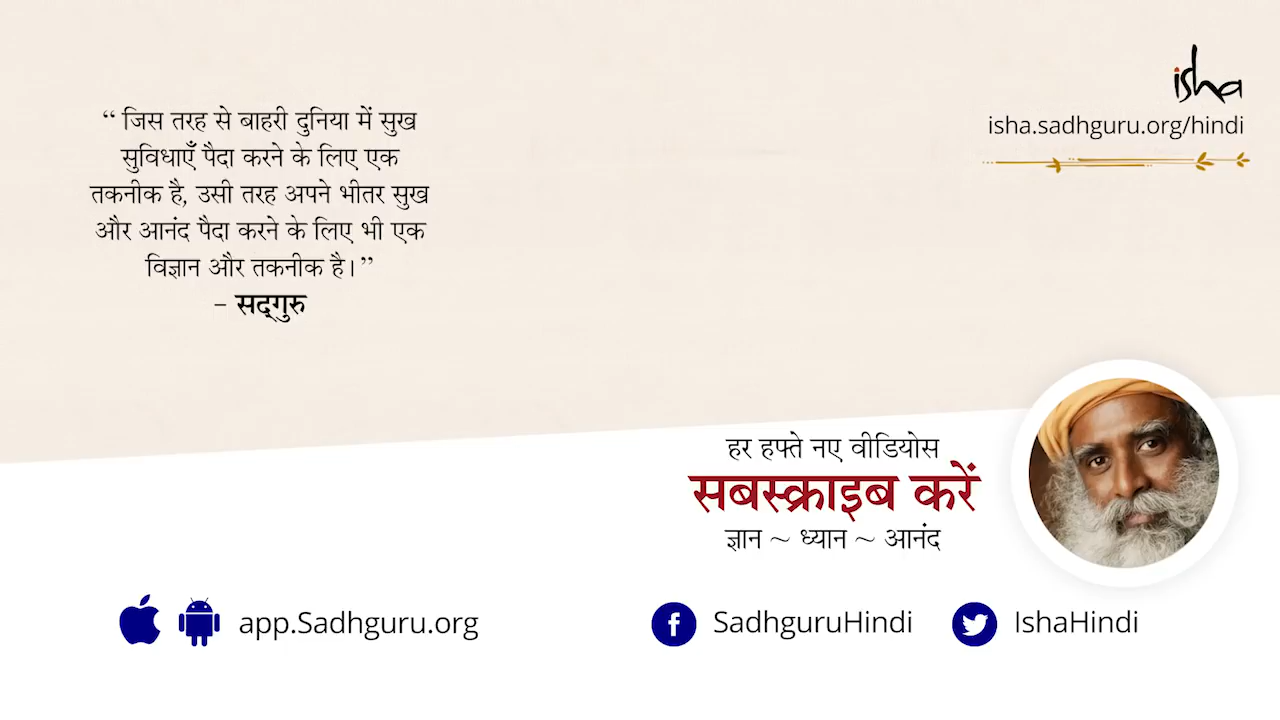 “ जिस तरह से बाहरी दुनिया में सुख
सुविधाएँ पैदा करने के लिए एक
तकनीक है, उसी तरह अपने भीतर सुख
और आनंद पैदा करने के लिए भी एक
विज्ञान और तकनीक है।”
– सद्‌गुरु
isha
isha.sadhguru.org/hindi
हर हफ्ते नए वीडियोस
सबस्क्राइब करें
ज्ञान ~ ध्यान ~ आनंद
app.Sadhguru.org
SadhguruHindi
IshaHindi